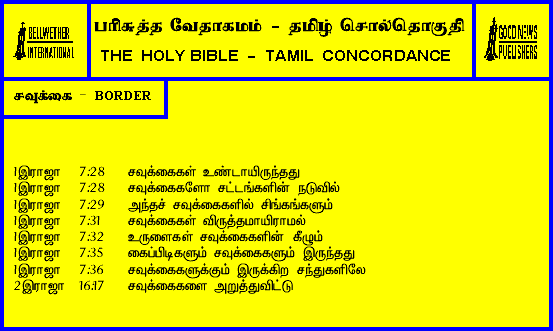 BELLWETHER
INTERNATIONAL
பரிசுத்த வேதாகமம் - தமிழ் சொல்தொகுதி
THE HOLY BIBLE - TAMIL CONCORDANCE
GOOD NEWS
PUBLISHERS
சவுக்கை - BORDER
1இராஜா 7:28 சவுக்கைகள் உண்டாயிருந்தது
1இராஜா 7:28 சவுக்கைகளோ சட்டங்களின் நடுவில்
1இராஜா 7:29 அந்தச் சவுக்கைகளில் சிங்கங்களும்
1இராஜா 7:31 சவுக்கைகள் விருத்தமாயிராமல்
1இராஜா 7:32 உருளைகள் சவுக்கைகளின் கீழும்
1இராஜா 7:35 கைப்பிடிகளும் சவுக்கைகளும் இருந்தது
1இராஜா 7:36 சவுக்கைகளுக்கும் இருக்கிற சந்துகளிலே
2இராஜா 16:17 சவுக்கைகளை அறுத்துவிட்டு